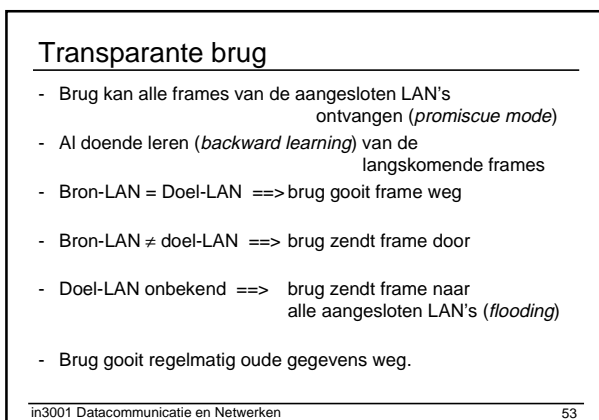 Transparante brug
- Brug kan alle frames van de aangesloten LAN's
ontvangen (promiscue mode)
- Al doende leren (backward learning) van de
langskomende frames
- Bron-LAN = Doel-LAN ==> brug gooit frame weg
- Bron-LAN ≠ doel-LAN ==> brug zendt frame door
- Doel-LAN onbekend ==> brug zendt frame naar
alle aangesloten LAN's (flooding)
- Brug gooit regelmatig oude gegevens weg.
in3001 Datacommunicatie en Netwerken 53